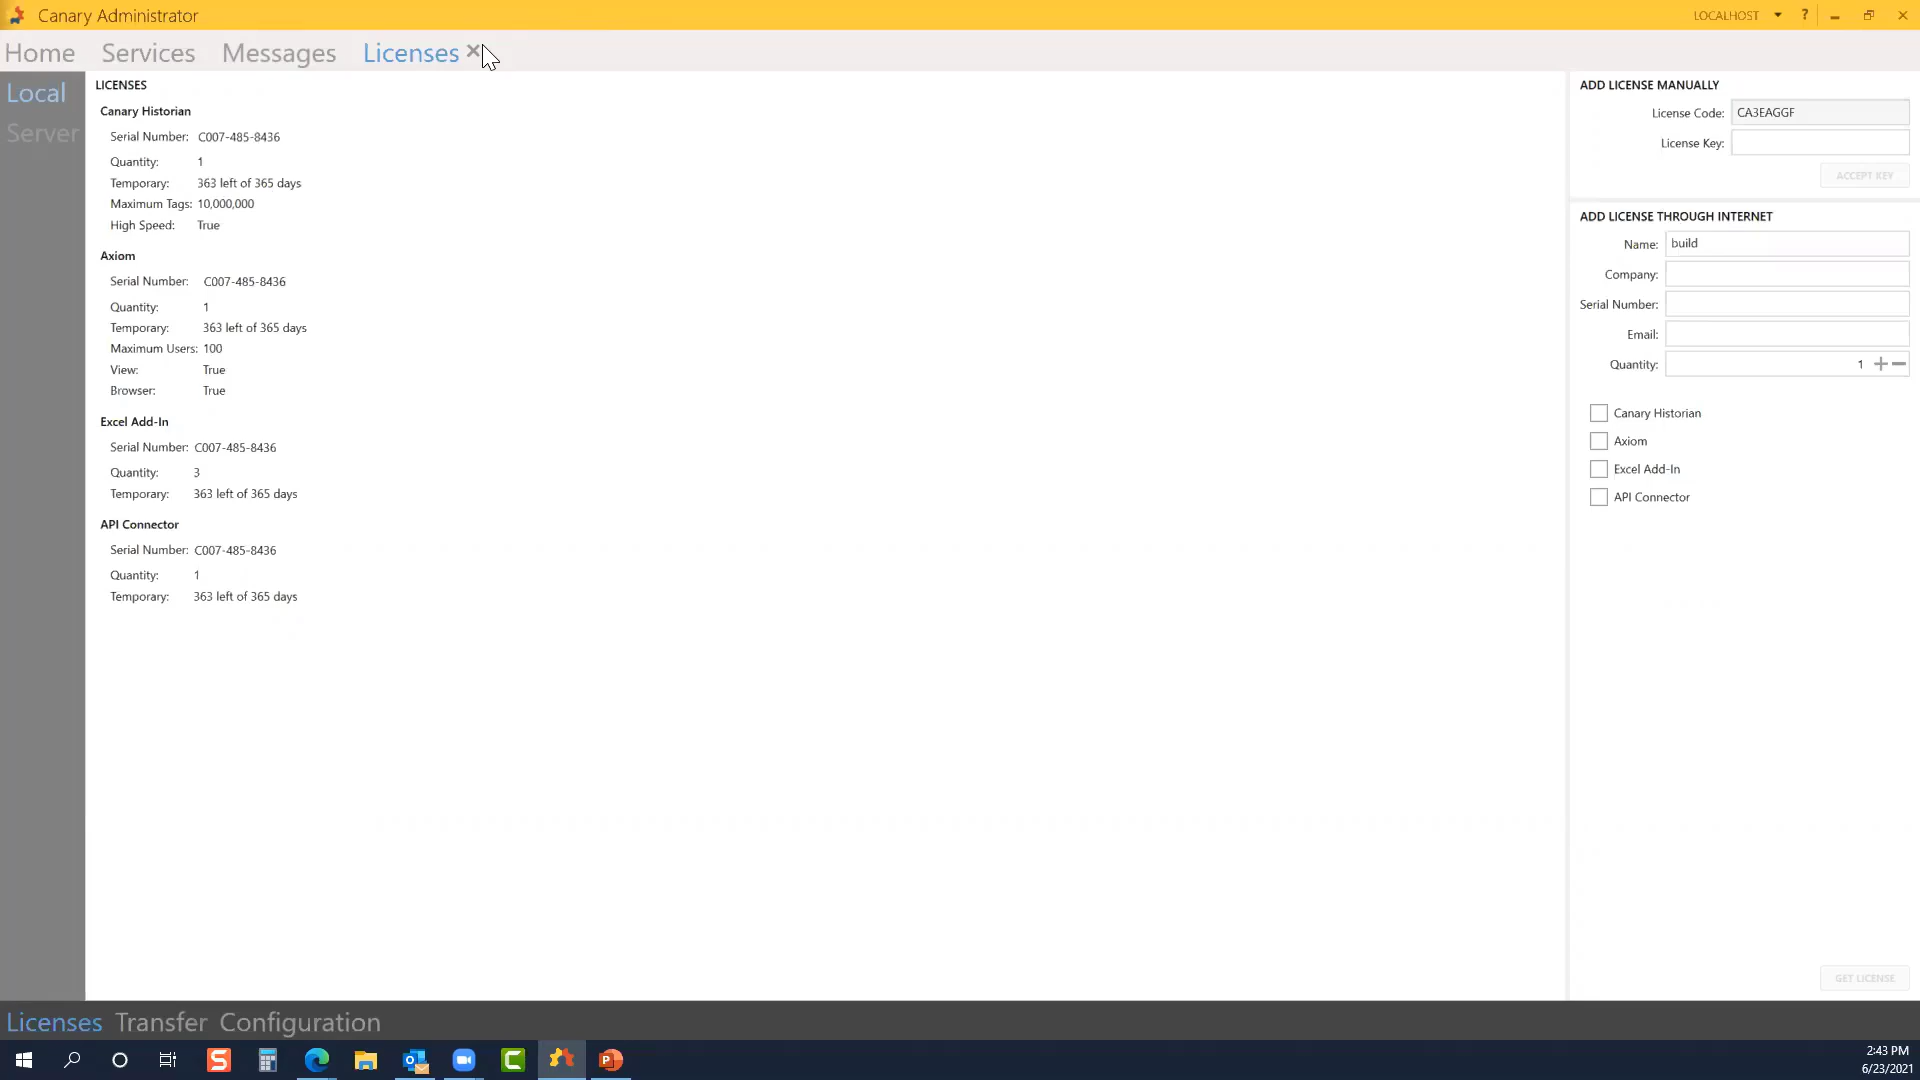 Canary Administrator
LOCALHOST ?
Home Services Messages Licenses
Local
Server
LICENSES
Canary Historian
Serial Number: C007-485-8436
Quantity: 1
Temporary: 363 left of 365 days
Maximum Tags: 10,000,000
High Speed: True
Axiom
Serial Number: C007-485-8436
Quantity: 1
Temporary: 363 left of 365 days
Maximum Users: 100
View: True
Browser: True
Excel Add-In
Serial Number: C007-485-8436
Quantity: 3
Temporary: 363 left of 365 days
API Connector
Serial Number: C007-485-8436
Quantity: 1
Temporary: 363 left of 365 days
ADD LICENSE MANUALLY
License Code: CA3EAGGF
License Key:
ACCEPT KEY
ADD LICENSE THROUGH INTERNET
Name: build
Company:
Serial Number:
Email:
Quantity: 1
Canary Historian
Axiom
Excel Add-In
API Connector
GET LICENSE
Licenses Transfer Configuration
2:43 PM
6/23/2021